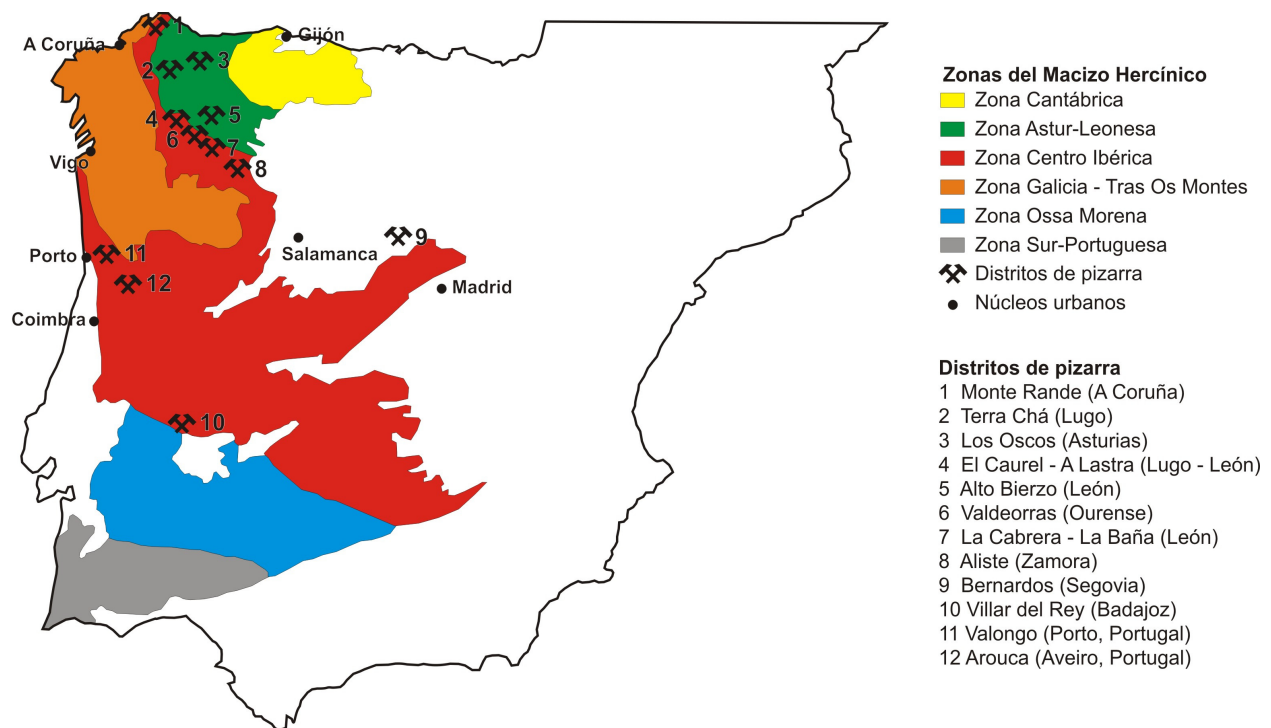 1
A Coruña
Gijón
2
3
4
5
6
7
Vigo
8
9
Salamanca
Porto
11
12
Madrid
Coimbra
10
Zonas del Macizo Hercínico
Zona Cantábrica
Zona Astur-Leonesa
Zona Centro Ibérica
Zona Galicia - Tras Os Montes
Zona Ossa Morena
Zona Sur-Portuguesa
Distritos de pizarra
Núcleos urbanos
Distritos de pizarra
1 Monte Rande (A Coruña)
2 Terra Chá (Lugo)
3 Los Oscos (Asturias)
4 El Caurel - A Lastra (Lugo - León)
5 Alto Bierzo (León)
6 Valdeorras (Ourense)
7 La Cabrera - La Baña (León)
8 Aliste (Zamora)
9 Bernardos (Segovia)
10 Villar del Rey (Badajoz)
11 Valongo (Porto, Portugal)
12 Arouca (Aveiro, Portugal)